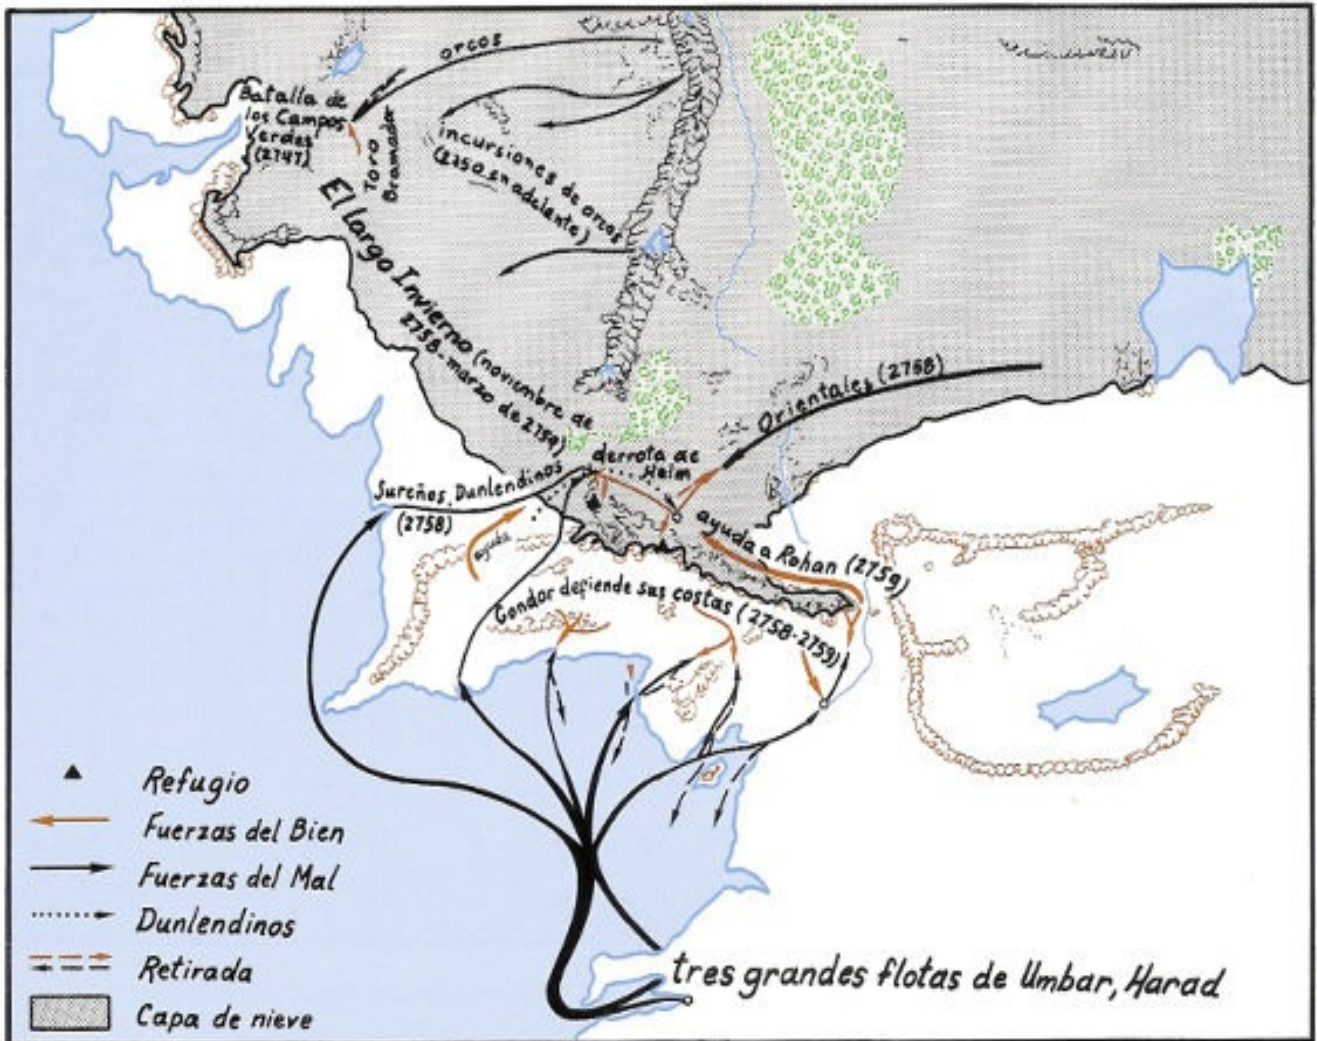 orcos
Batalla de
los Campos
Verdes
(2747)
Toro
Bramador
incursiones de orcos
(2750 en adelante)
El largo Invierno (noviembre de
2758-marzo de 2759)
Orientales (2758)
derrota de
Helm
Sureños, Dunlendinos
(2758)
ayuda
ayuda a Rohan (2759)
Gondor defiende sus costas (2758-2759)
Refugio
Fuerzas del Bien
Fuerzas del Mal
Dunlendinos
Retirada
Capa de nieve
tres grandes flotas de Umbar, Harad